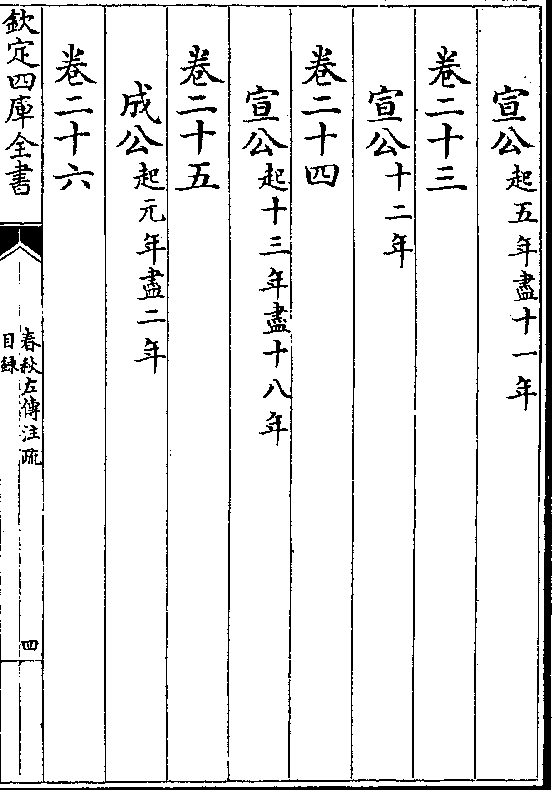 宣公起五年盡十一年
卷二十三
宣公十二年
卷二十四
宣公起十三年盡十八年
卷二十五
成公起元年盡二年
卷二十六
欽定四庫全書
春秋左傳注疏
目錄
四